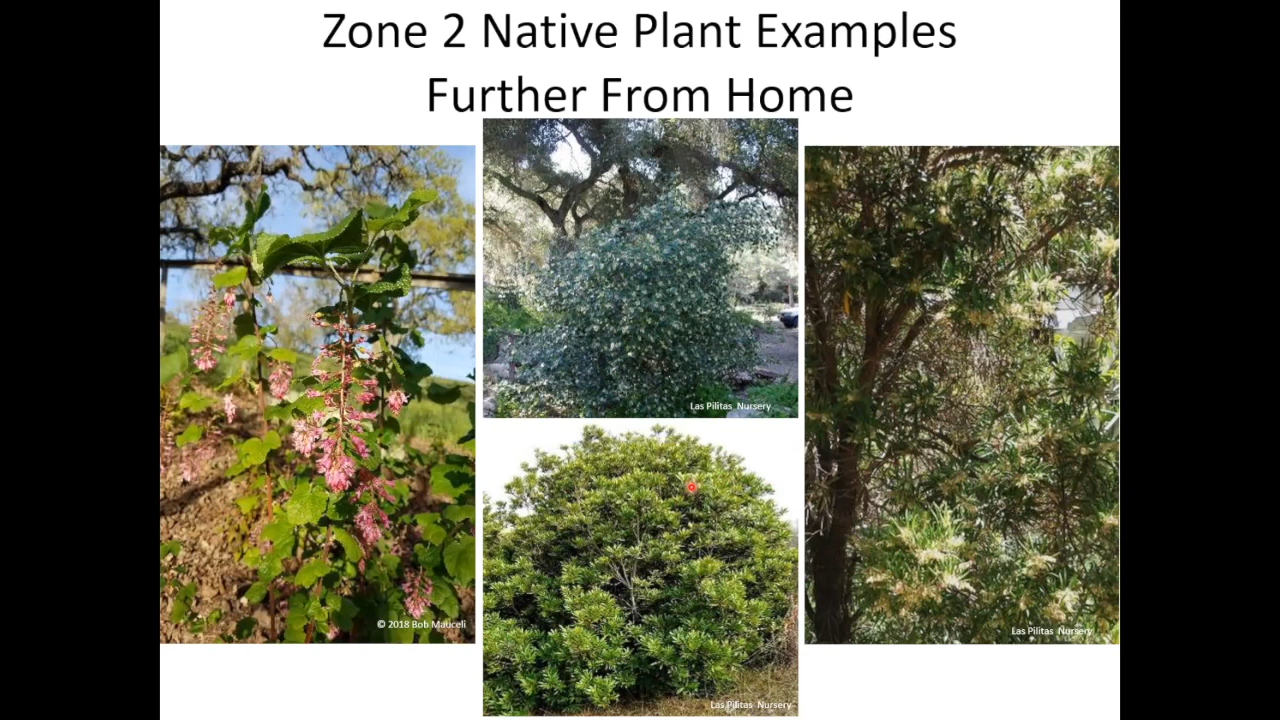 Zone 2 Native Plant Examples
Further From Home
Las Pilitas Nursery
© 2018 Bob Mauceli
Las Pilitas Nursery
Las Pilitas Nursery